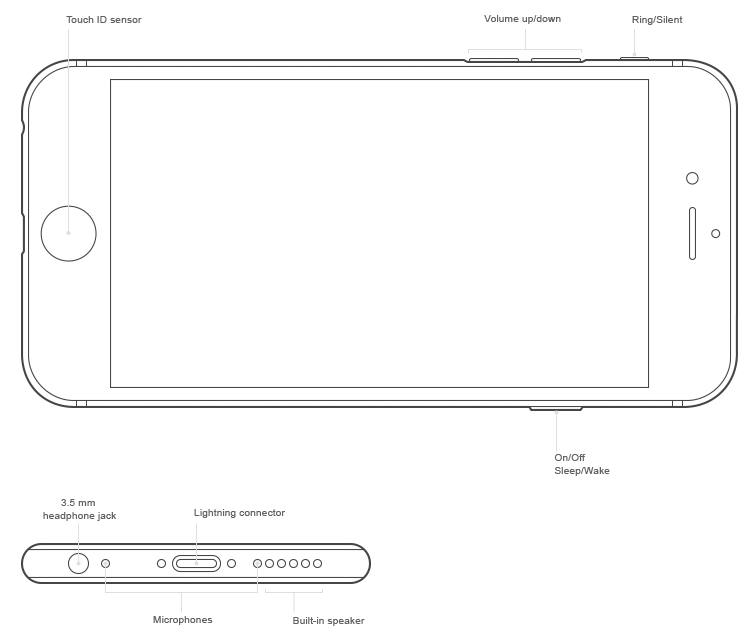 Touch ID sensor
Volume up/down
Ring/Silent
On/Off
Sleep/Wake
3.5 mm
headphone jack
Lightning connector
Microphones
Built-in speaker